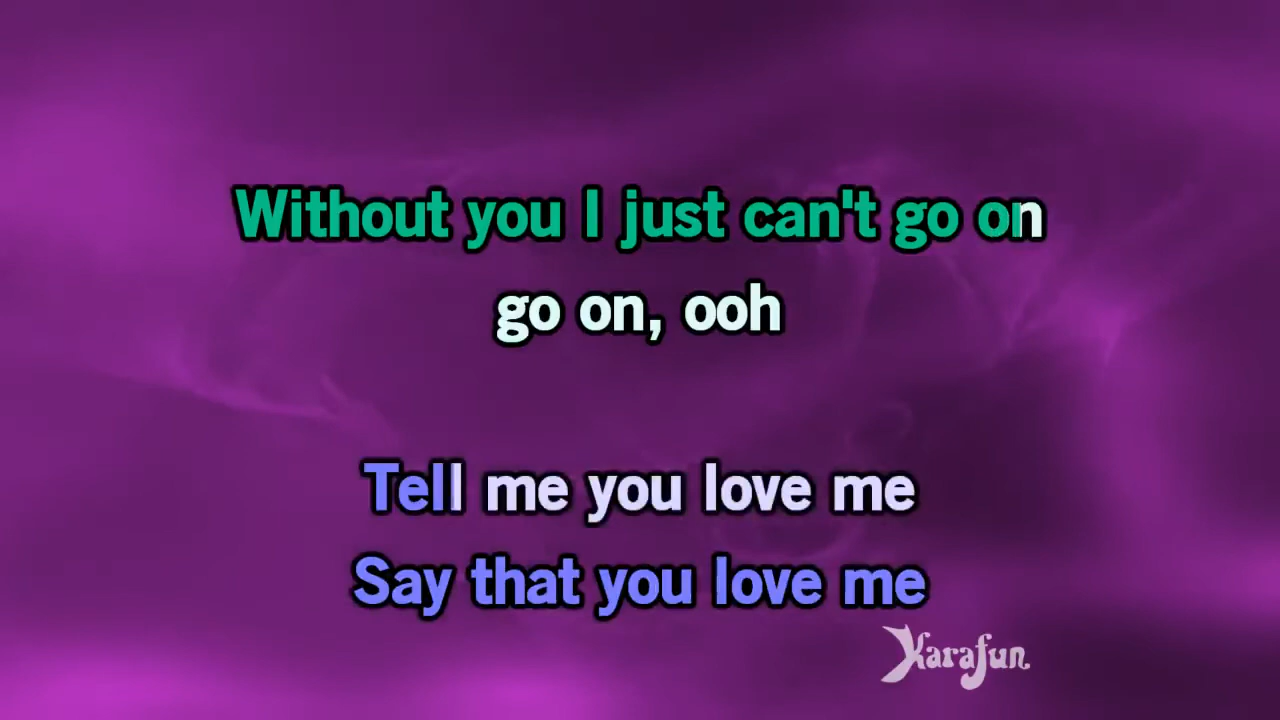 Without you I just can't go on
go on, ooh
Tell me you love me
Say that you love me
Karafun